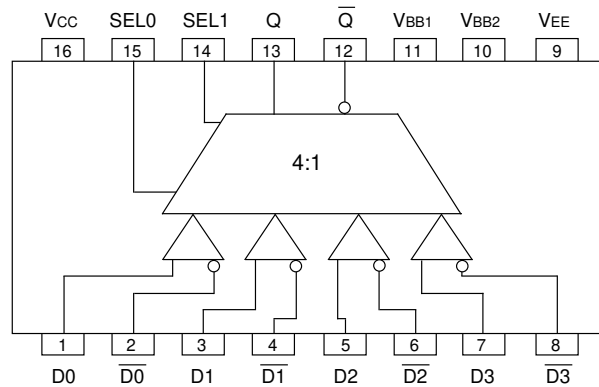 VCC SEL0 SEL1 Q Q̅ VBB1 VBB2 VEE
16 15 14 13 12 11 10 9
4:1
1 2 3 4 5 6 7 8
D0 D̅0̅ D1 D̅1̅ D2 D̅2̅ D3 D̅3̅